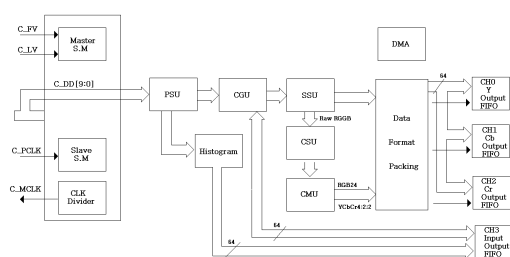 C_FV
C_LV
Master
S.M
C_DD[9:0]
C_PCLK
Slave
S.M
C_MCLK
CLK
Divider
PSU
CGU
SSU
Raw RGGB
Histogram
CSU
CMU
RGB24
YCbCr4:2:2
DMA
Data
Format
Packing
64
CH0
Y
Output
FIFO
CH1
Cb
Output
FIFO
CH2
Cr
Output
FIFO
64
64
CH3
Input
Output
FIFO